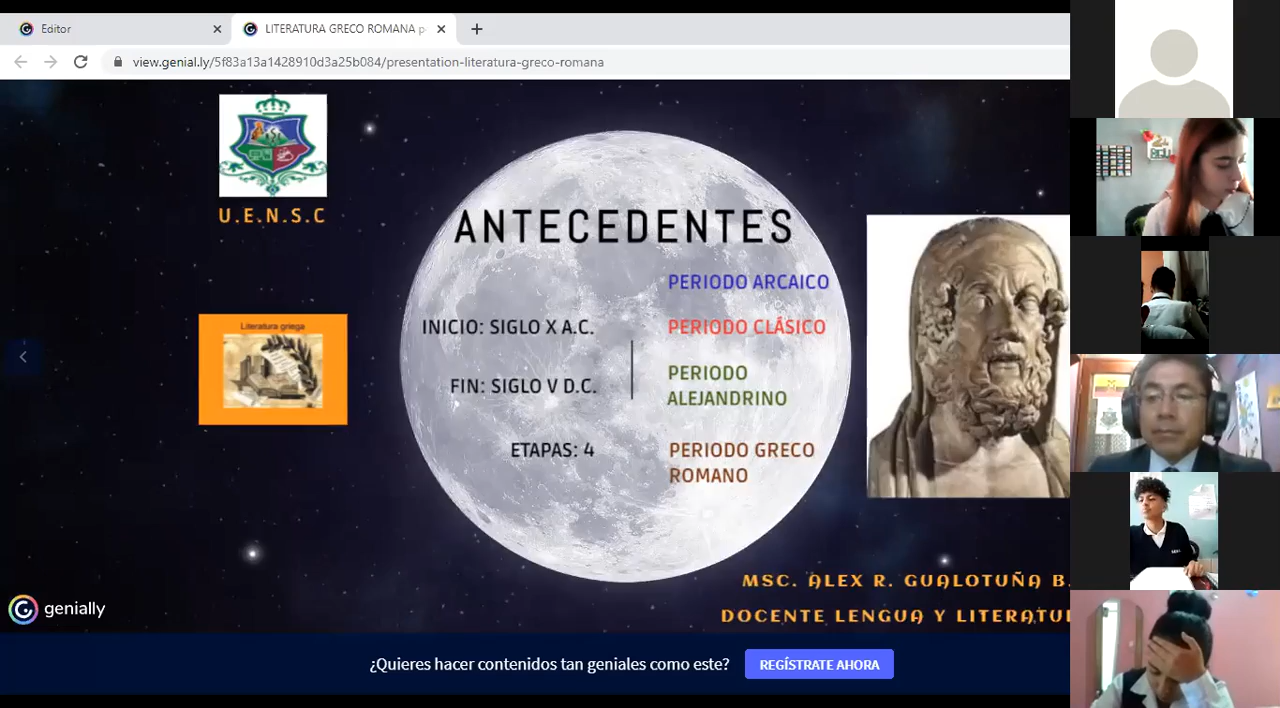 Editor
LITERATURA GRECO ROMANA p
view.genial.ly/5f83a13a1428910d3a25b084/presentation-literatura-greco-romana
U.E.N.S.C
ANTECEDENTES
PERIODO ARCAICO
INICIO: SIGLO X A.C.
PERIODO CLÁSICO
PERIODO
ALEJANDRINO
FIN: SIGLO V D.C.
ETAPAS: 4
PERIODO GRECO
ROMANO
Literatura griega
MSC. ALEX R. GUALOTUÑA B.
DOCENTE LENGUA Y LITERATU
genially
¿Quieres hacer contenidos tan geniales como este?
REGÍSTRATE AHORA